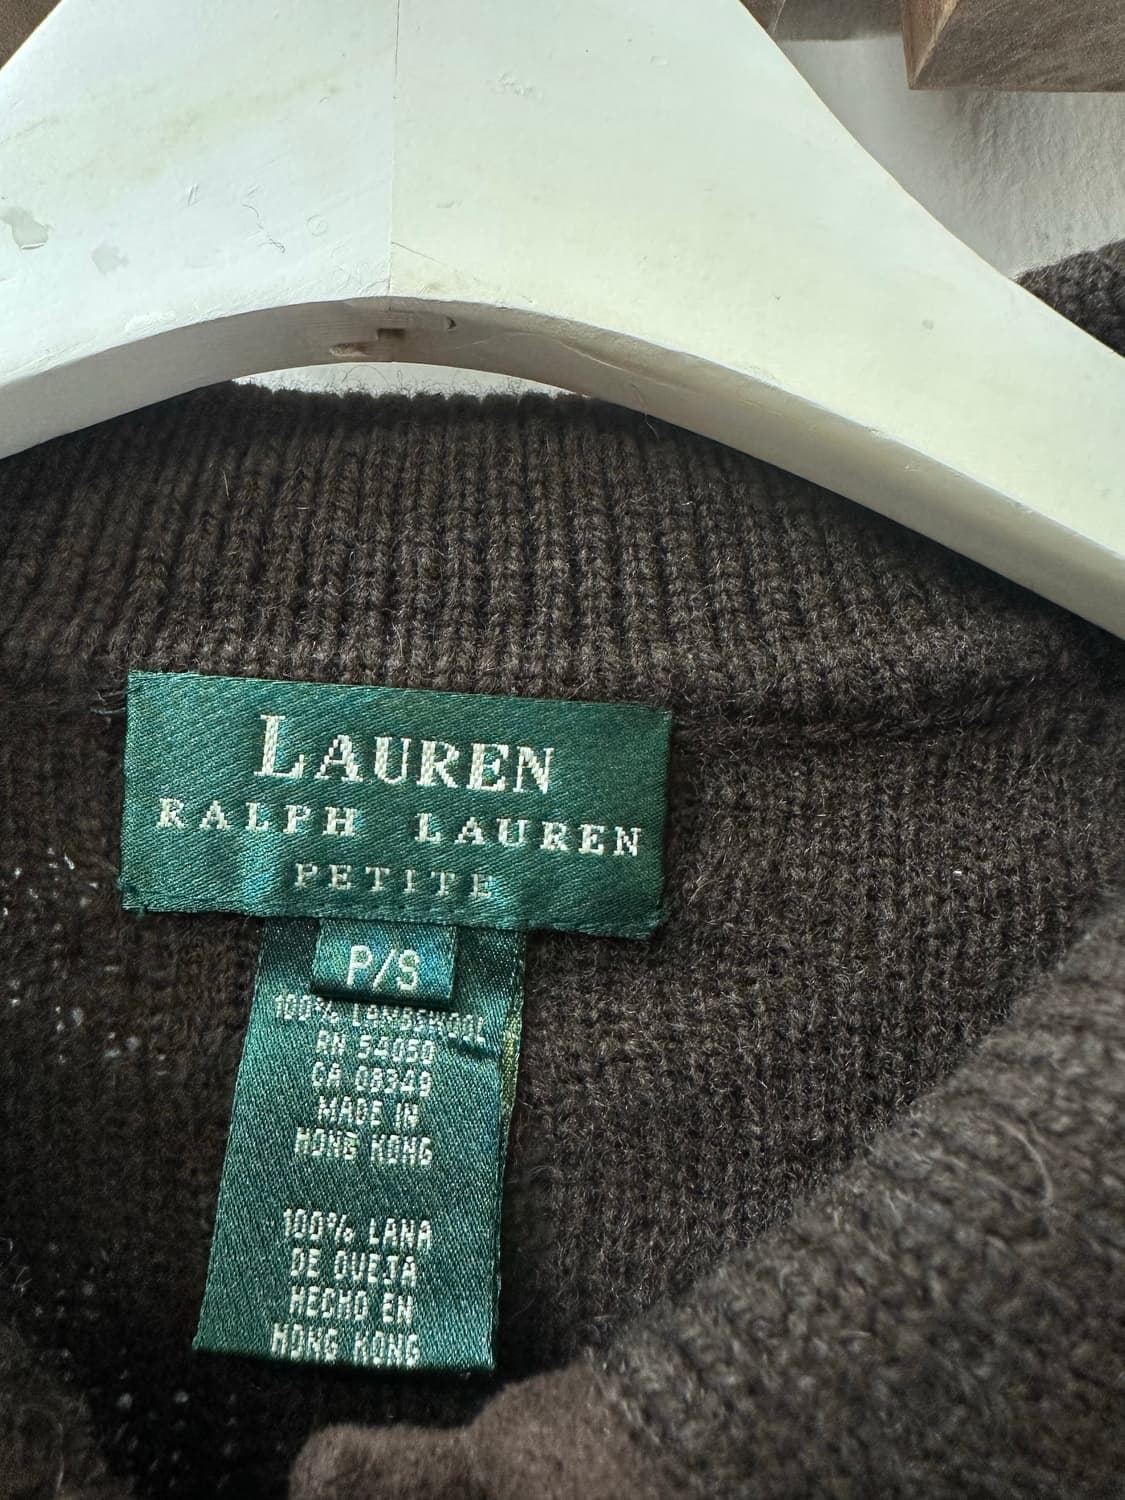 LAUREN
RALPH LAUREN
PETITE
P/S
100% LAMBSWOOL
RN 54050
CA 08349
MADE IN
HONG KONG
100% LANA
DE OVEJA
HECHO EN
HONG KONG